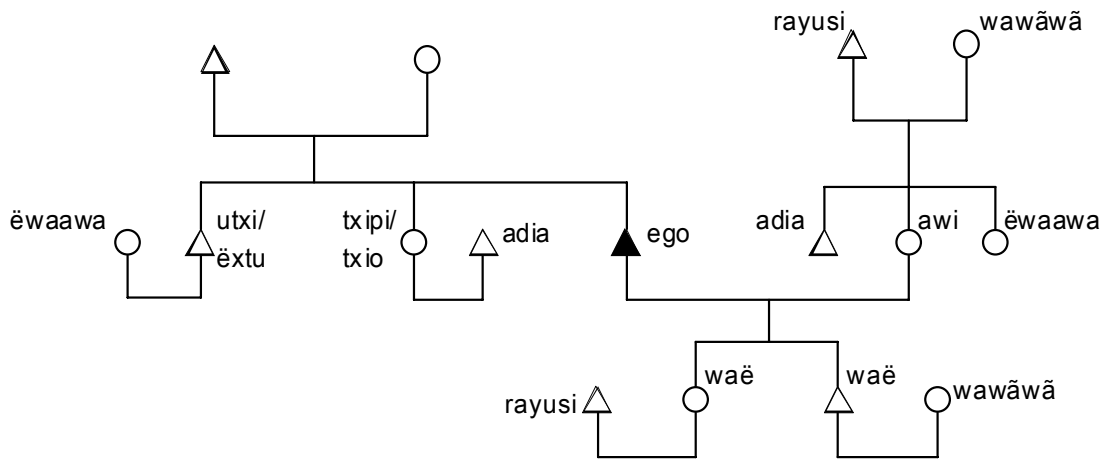 rayusi
wawãwã
ëwaawa
utxi/
ëxtu
txipi/
txio
adia
ego
adia
awi
ëwaawa
rayusi
waë
waë
wawãwã